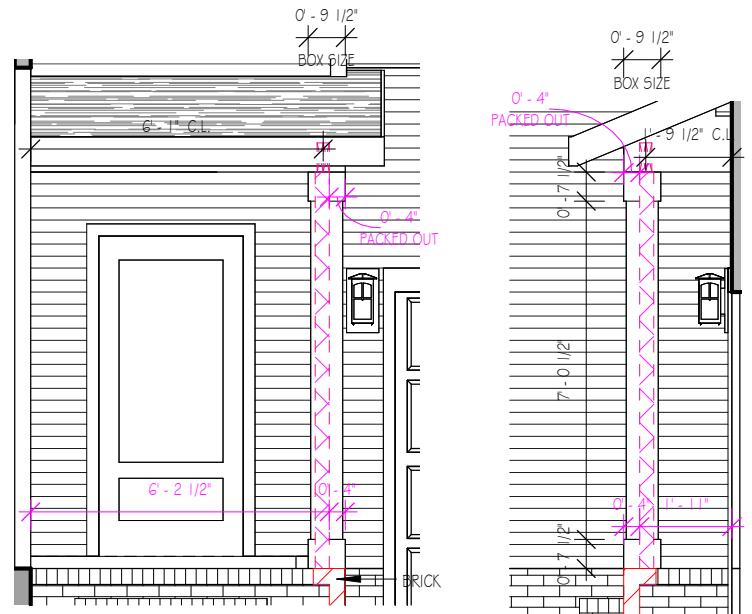 0' - 9 1/2"
BOX SIZE
6' - 1" C.L.
0' - 4"
PACKED OUT
6' - 2 1/2"
0' - 4"
BRICK
0' - 9 1/2"
BOX SIZE
0' - 4"
PACKED OUT
1' - 9 1/2" C.L.
0' - 7 1/2"
7' - 0 1/2"
0' - 4"
1' - 11"
0' - 7 1/2"